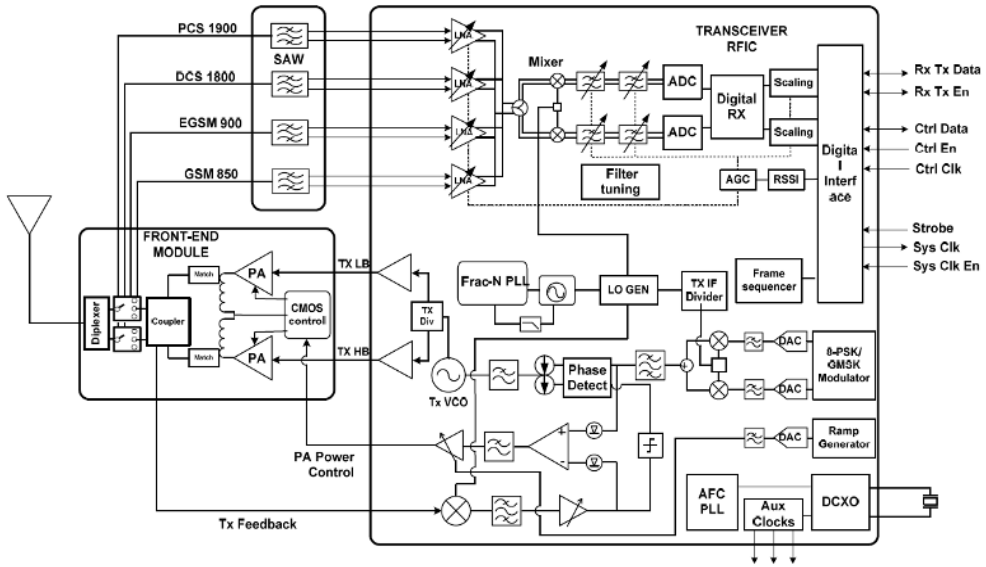 PCS 1900
SAW
DCS 1800
EGSM 900
GSM 850
LNA
LNA
LNA
LNA
TRANSCEIVER
RFIC
Mixer
ADC
ADC
Digital
RX
Scaling
Scaling
Filter
tuning
AGC
RSSI
Digita
l
Interf
ace
Rx Tx Data
Rx Tx En
Ctrl Data
Ctrl En
Ctrl Clk
Strobe
Sys Clk
Sys Clk En
FRONT-END
MODULE
Diplexer
Match
PA
Coupler
CMOS
control
Match
PA
TX LB
TX HB
TX
Div
Tx VCO
Frac-N PLL
LO GEN
TX IF
Divider
Frame
sequencer
Phase
Detect
DAC
DAC
8-PSK/
GMSK
Modulator
DAC
Ramp
Generator
PA Power
Control
+
-
+
Tx Feedback
AFC
PLL
Aux
Clocks
DCXO